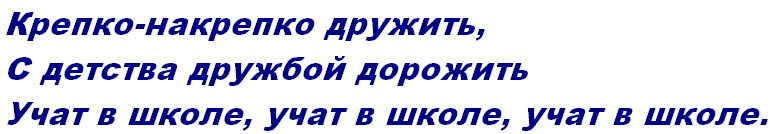 Крепко-накрепко дружить,
С детства дружбой дорожить
Учат в школе, учат в школе, учат в школе.